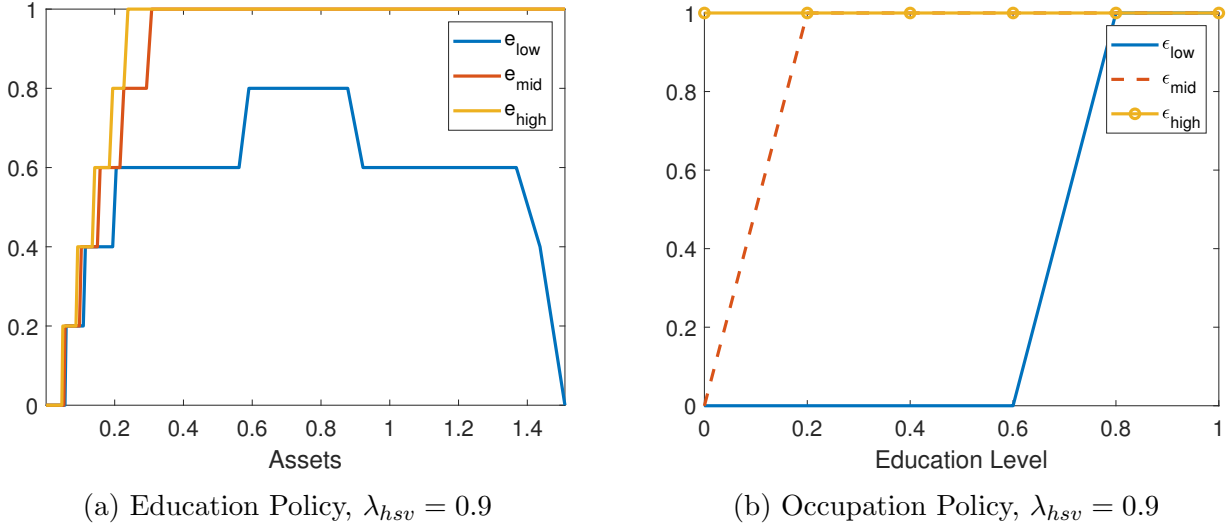 1
0.8
0.6
0.4
0.2
0
0.2 0.4 0.6 0.8 1 1.2 1.4
Assets
e_low
e_mid
e_high
(a) Education Policy, λ_hsv = 0.9
1
0.8
0.6
0.4
0.2
0
0 0.2 0.4 0.6 0.8 1
Education Level
ϵ_low
ϵ_mid
ϵ_high
(b) Occupation Policy, λ_hsv = 0.9